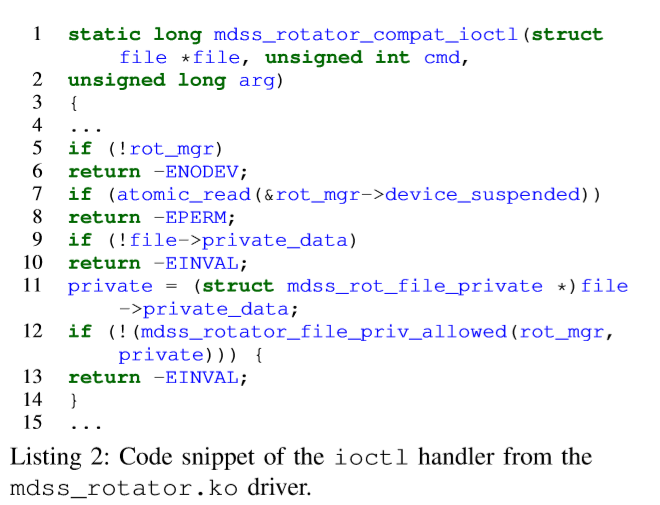 1 static long mdss_rotator_compat_ioctl(struct
file *file, unsigned int cmd,
2 unsigned long arg)
3 {
4 ...
5 if (!rot_mgr)
6 return -ENODEV;
7 if (atomic_read(&rot_mgr->device_suspended))
8 return -EPERM;
9 if (!file->private_data)
10 return -EINVAL;
11 private = (struct mdss_rot_file_private *)file
->private_data;
12 if (!(mdss_rotator_file_priv_allowed(rot_mgr,
private))) {
13 return -EINVAL;
14 }
15 ...
Listing 2: Code snippet of the ioctl handler from the
mdss_rotator.ko driver.